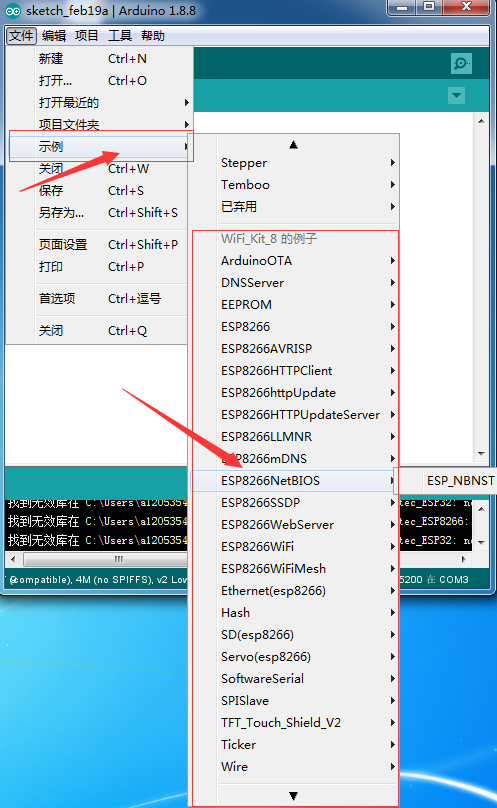 sketch_feb19a | Arduino 1.8.8
文件 编辑 项目 工具 帮助
新建 Ctrl+N
打开... Ctrl+O
打开最近的
项目文件夹
示例
关闭 Ctrl+W
保存 Ctrl+S
另存为... Ctrl+Shift+S
页面设置 Ctrl+Shift+P
打印 Ctrl+P
首选项 Ctrl+逗号
关闭 Ctrl+Q
Stepper
Temboo
已弃用
WiFi_Kit_8 的例子
ArduinoOTA
DNSServer
EEPROM
ESP8266
ESP8266AVRISP
ESP8266HTTPClient
ESP8266httpUpdate
ESP8266HTTPUpdateServer
ESP8266LLMNR
ESP8266mDNS
ESP8266NetBIOS
ESP8266SSDP
ESP8266WebServer
ESP8266WiFi
ESP8266WiFiMesh
Ethernet(esp8266)
Hash
SD(esp8266)
Servo(esp8266)
SoftwareSerial
SPISlave
TFT_Touch_Shield_V2
Ticker
Wire
ESP_NBNST
找到无效库在 C:\Users\a1205354 tec_ESP32: no
找到无效库在 C:\Users\a1205354 tec_ESP8266:
找到无效库在 C:\Users\a1205354 tec_ESP32: no
compatible), 4M (no SPIFFS), v2 Low 5200 在 COM3